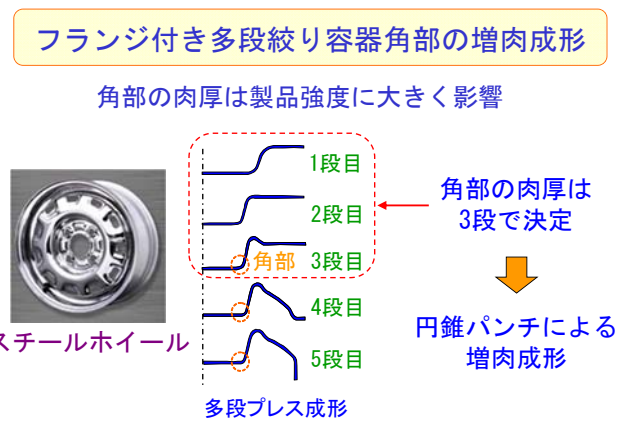 フランジ付き多段絞り容器角部の増肉成形
角部の肉厚は製品強度に大きく影響
1段目
2段目
角部 3段目
4段目
5段目
多段プレス成形
スチールホイール
角部の肉厚は
3段で決定
円錐パンチによる
増肉成形